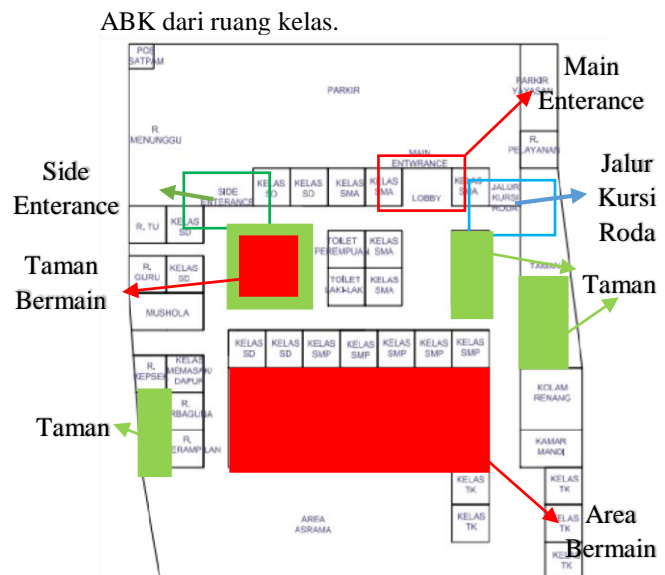 ABK dari ruang kelas.
POS
SATPAM
PARKIR
PARKIR
YAYASAN
Main
Enterance
R.
MENUNGGU
R.
PELAYANAN
MAIN
ENTWRANCE
Side
Enterance
SIDE
ENTERANCE
KELAS
SD
KELAS
SD
KELAS
SMA
KELAS
SMA
LOBBY
KELAS
SMA
JALUR
KURSI
RODA
Jalur
Kursi
Roda
R. TU
KELAS
SD
TOILET
PEREMPUAN
KELAS
SMA
Taman
Bermain
R.
GURU
KELAS
SD
TOILET
LAKI-LAKI
KELAS
SMA
TAMAN
Taman
MUSHOLA
KELAS
SD
KELAS
SD
KELAS
SMP
KELAS
SMP
KELAS
SMP
KELAS
SMP
KELAS
SMP
R.
KEPSEK
KELAS
MEMASAK/
DAPUR
KOLAM
RENANG
Taman
R.
RBAGUNA
R.
ERAMPILAN
KAMAR
MANDI
KELAS
TK
KELAS
TK
AREA
ASRAMA
KELAS
TK
KELAS
TK
KELAS
TK
Area
Bermain